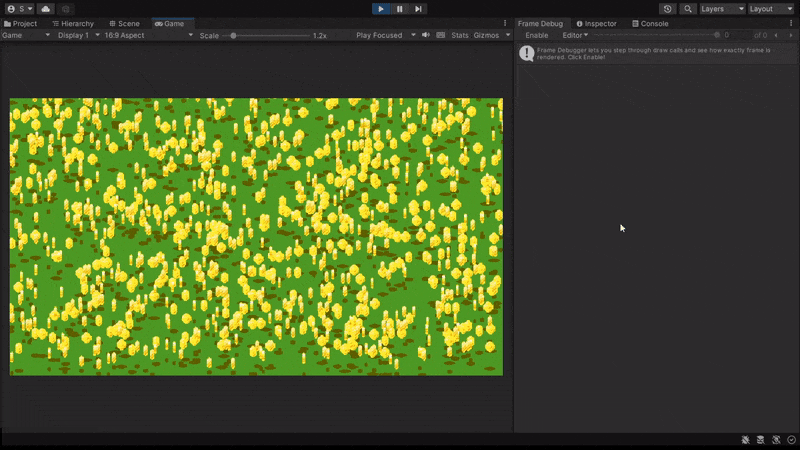 S
Layers
Layout
Project
Hierarchy
Scene
Game
Frame Debug
Inspector
Console
Game
Display 1
16:9 Aspect
Scale
1.2x
Play Focused
Stats
Gizmos
Enable
Editor
0
of 0
Frame Debugger lets you step through draw calls and see how exactly frame is
rendered. Click Enable!